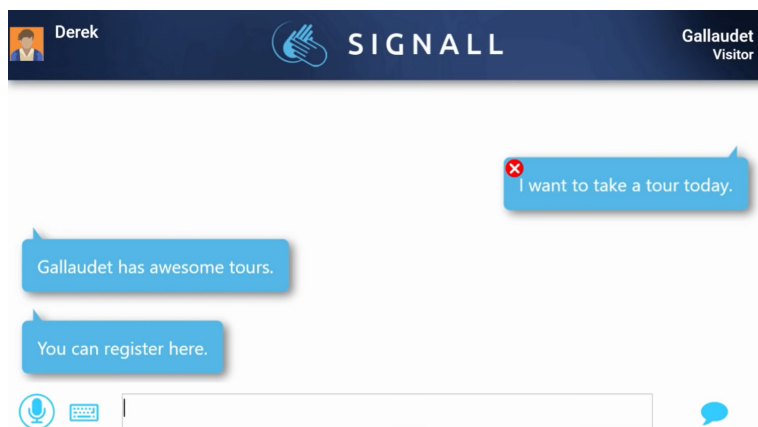 Derek
SIGNALL
Gallaudet
Visitor
I want to take a tour today.
Gallaudet has awesome tours.
You can register here.